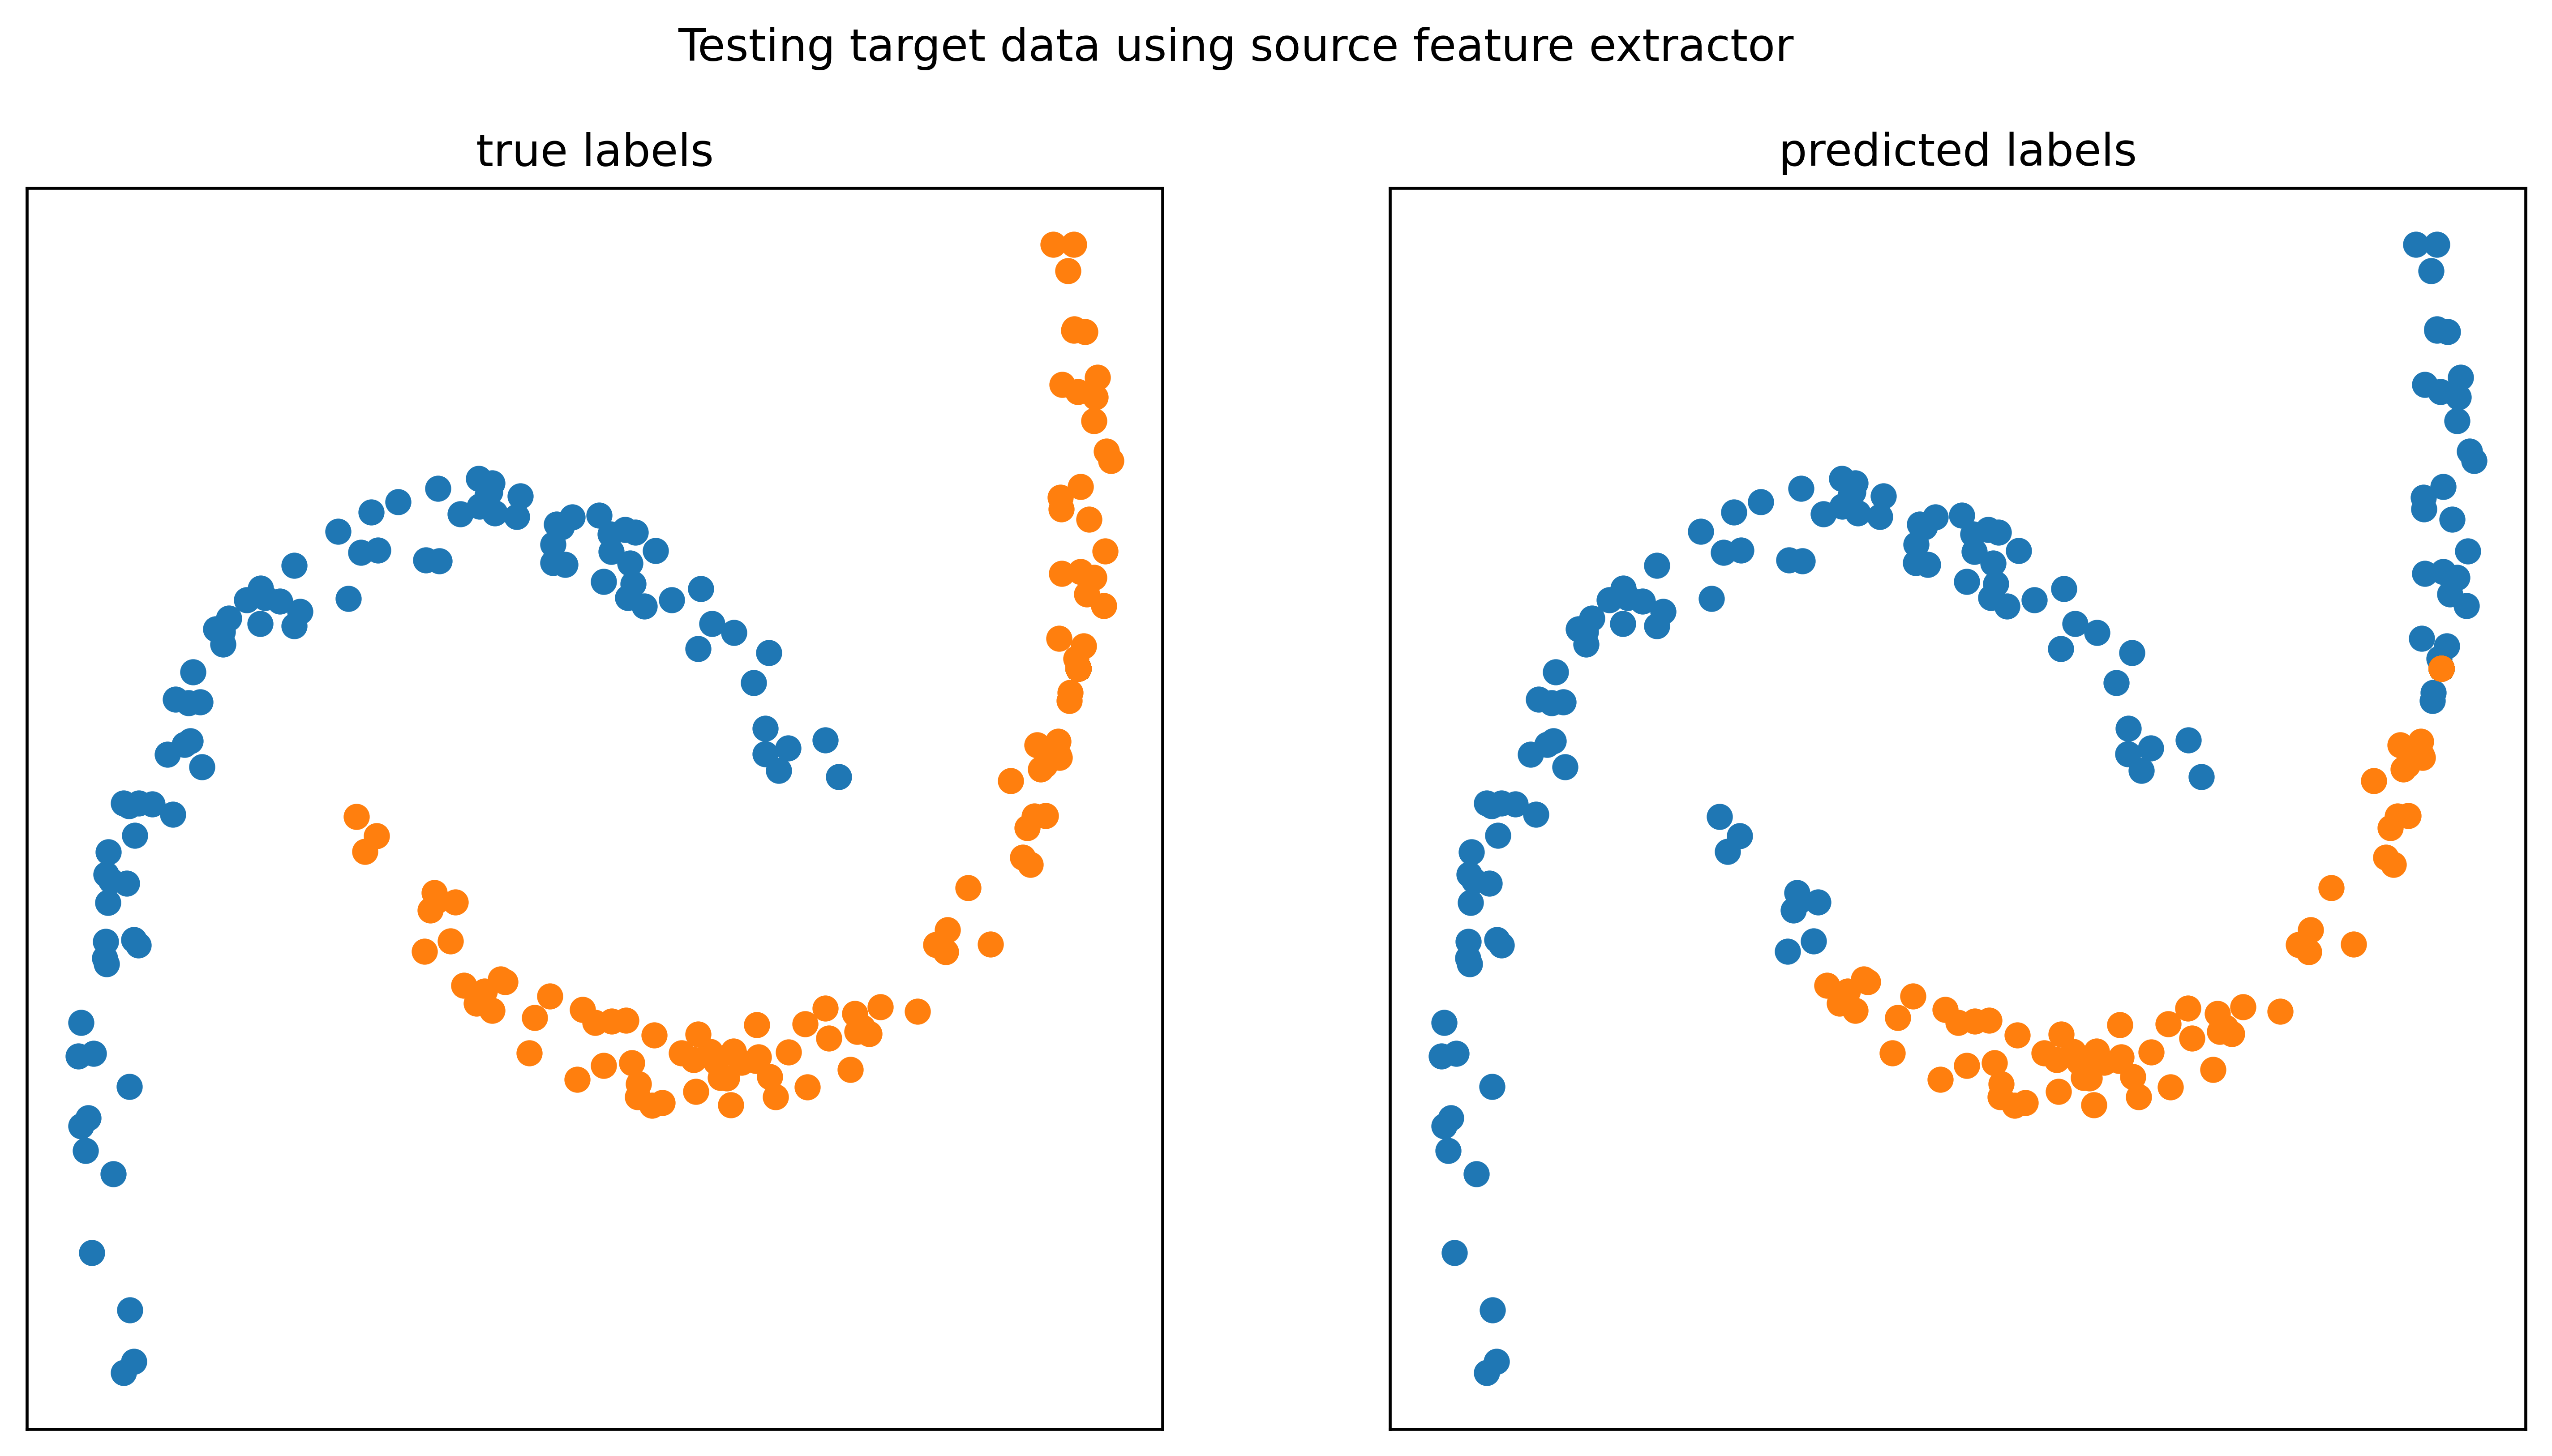 Testing target data using source feature extractor
true labels
predicted labels